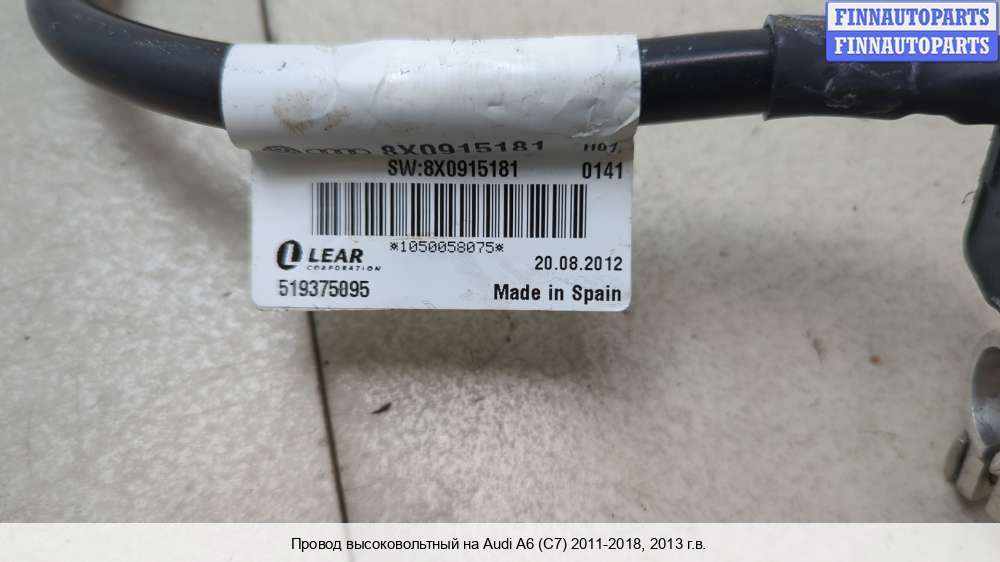 FINNAUTOPARTS
FINNAUTOPARTS
8X0915181 H01
SW:8X0915181 0141
*1050058075*
LEAR
CORPORATION
20.08.2012
519375095
Made in Spain
Провод высоковольтный на Audi A6 (C7) 2011-2018, 2013 г.в.